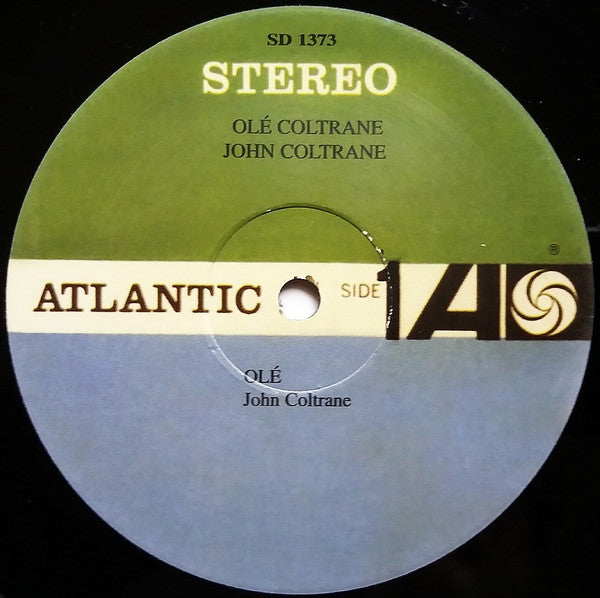 SD 1373
STEREO
OLÉ COLTRANE
JOHN COLTRANE
®
ATLANTIC SIDE 1 A
OLÉ
John Coltrane